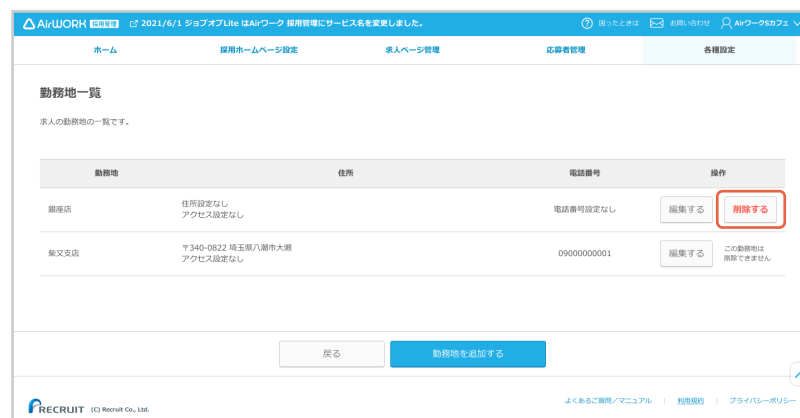 AirWORK 採用管理 2021/6/1 ジョブオプLite はAirワーク 採用管理にサービス名を変更しました。 困ったときは お問い合わせ AirワークSカフェ
ホーム 採用ホームページ設定 求人ページ管理 応募者管理 各種設定
勤務地一覧
求人の勤務地の一覧です。
勤務地 住所 電話番号 操作
銀座店 住所設定なし 電話番号設定なし 編集する 削除する
アクセス設定なし
柴又支店 〒340-0822 埼玉県八潮市大瀬 09000000001 編集する この勤務地は
アクセス設定なし 削除できません
戻る 勤務地を追加する
RECRUIT (C) Recruit Co., Ltd. よくあるご質問／マニュアル | 利用規約 | プライバシーポリシー